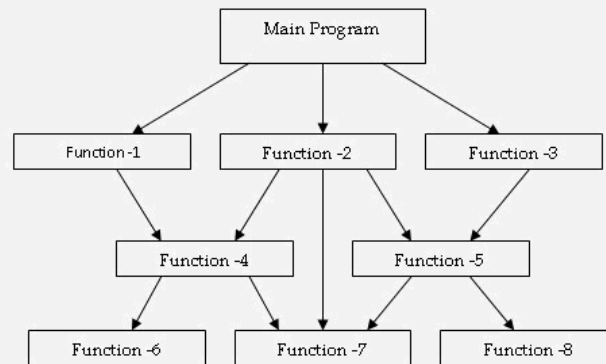 Main Program
Function -1
Function -2
Function -3
Function -4
Function -5
Function -6
Function -7
Function -8